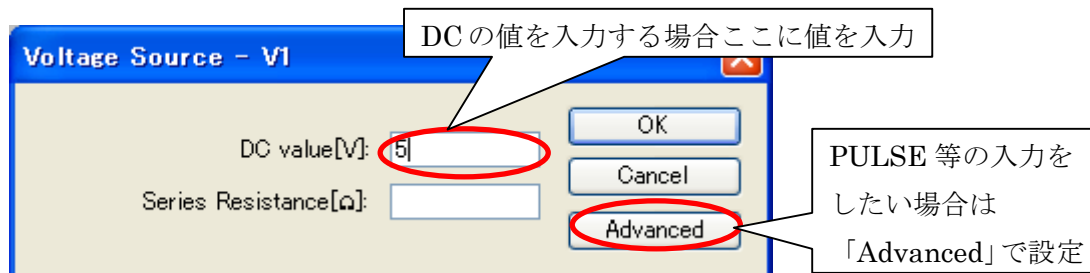 DCの値を入力する場合ここに値を入力
Voltage Source - V1
DC value[V]: 5
OK
Series Resistance[Ω]:
Cancel
Advanced
PULSE 等の入力を
したい場合は
「Advanced」で設定